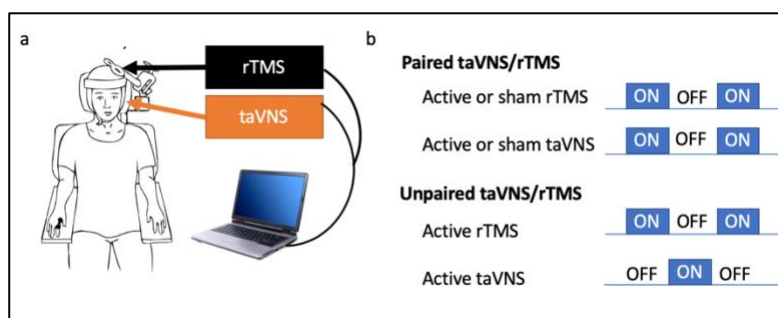 a
rTMS
taVNS
b
Paired taVNS/rTMS
Active or sham rTMS ON OFF ON
Active or sham taVNS ON OFF ON
Unpaired taVNS/rTMS
Active rTMS ON OFF ON
Active taVNS OFF ON OFF